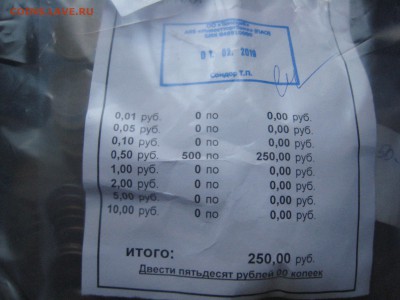 0,01 руб. 0 по 0,00 руб.
0,05 руб. 0 по 0,00 руб.
0,10 руб. 0 по 0,00 руб.
0,50 руб. 500 по 250,00 руб.
1,00 руб. 0 по 0,00 руб.
2,00 руб. 0 по 0,00 руб.
5,00 руб. 0 по 0,00 руб.
10,00 руб. 0 по 0,00 руб.
ИТОГО: 250,00 руб.
Двести пятьдесят рублей 00 копеек